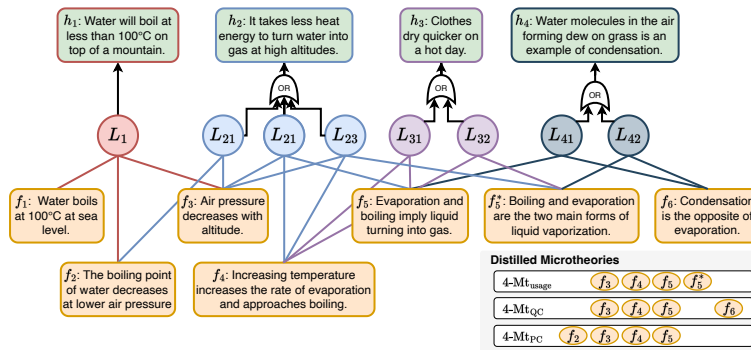 h₁: Water will boil at
less than 100°C on
top of a mountain.
h₂: It takes less heat
energy to turn water into
gas at high altitudes.
h₃: Clothes
dry quicker on
a hot day.
h₄: Water molecules in the air
forming dew on grass is an
example of condensation.
OR
OR
OR
L₁
L₂₁
L₂₁
L₂₃
L₃₁
L₃₂
L₄₁
L₄₂
f₁: Water boils
at 100°C at sea
level.
f₃: Air pressure
decreases with
altitude.
f₅: Evaporation and
boiling imply liquid
turning into gas.
f₅*: Boiling and evaporation
are the two main forms of
liquid vaporization.
f₆: Condensation
is the opposite of
evaporation.
f₂: The boiling point
of water decreases
at lower air pressure
f₄: Increasing temperature
increases the rate of evaporation
and approaches boiling.
Distilled Microtheories
4-Mt_usage f₃ f₄ f₅ f₅*
4-Mt_QC f₃ f₄ f₅ f₆
4-Mt_PC f₂ f₃ f₄ f₅